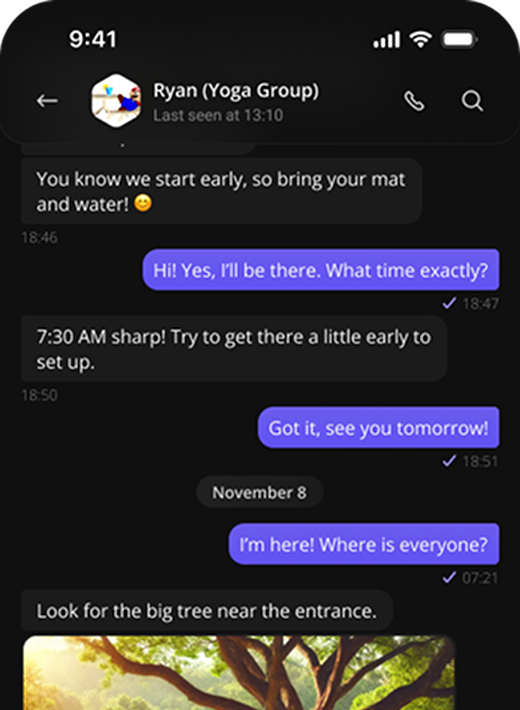 9:41
Ryan (Yoga Group)
Last seen at 13:10
You know we start early, so bring your mat
and water! 😊
18:46
Hi! Yes, I'll be there. What time exactly?
18:47
7:30 AM sharp! Try to get there a little early to
set up.
18:50
Got it, see you tomorrow!
18:51
November 8
I'm here! Where is everyone?
07:21
Look for the big tree near the entrance.